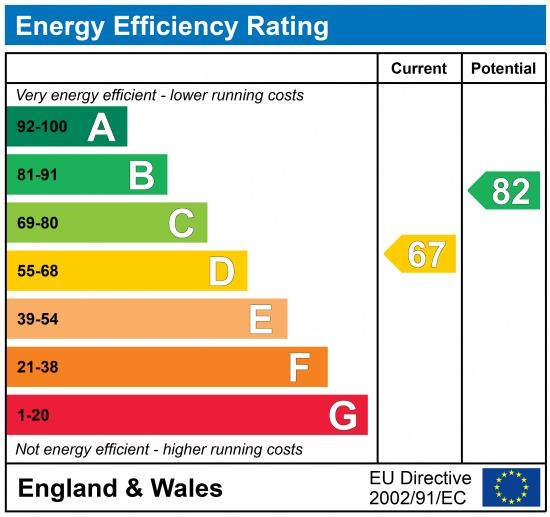 Energy Efficiency Rating
Current Potential
Very energy efficient - lower running costs
92-100 A
81-91 B
82
69-80 C
67
55-68 D
39-54 E
21-38 F
1-20 G
Not energy efficient - higher running costs
England & Wales
EU Directive
2002/91/EC